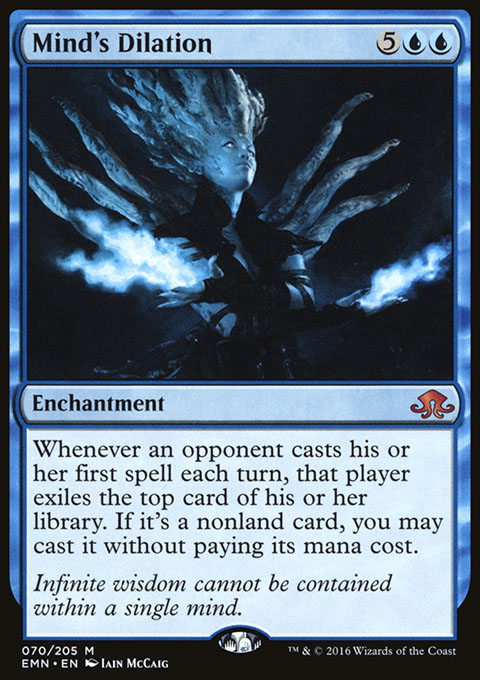 Mind's Dilation 5
Enchantment
Whenever an opponent casts his or
her first spell each turn, that player
exiles the top card of his or her
library. If it's a nonland card, you may
cast it without paying its mana cost.
Infinite wisdom cannot be contained
within a single mind.
070/205 M
EMN • EN Iain McCaig
™ & © 2016 Wizards of the Coast